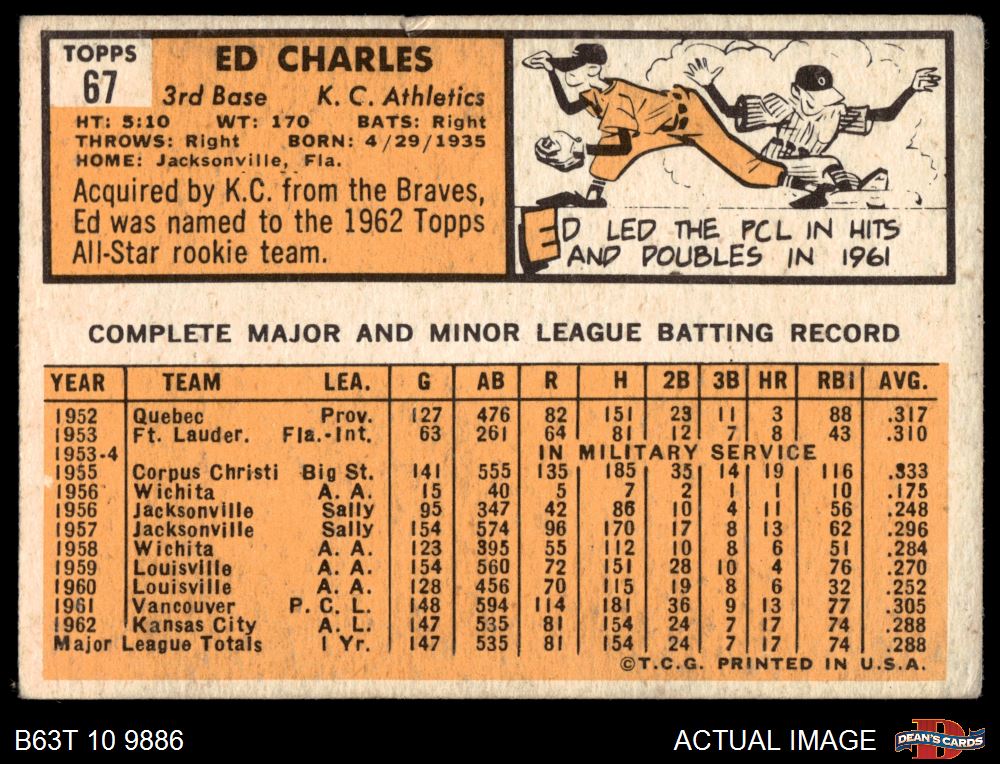 TOPPS
67
ED CHARLES
3rd Base K. C. Athletics
HT: 5:10 WT: 170 BATS: Right
THROWS: Right BORN: 4/29/1935
HOME: Jacksonville, Fla.
Acquired by K.C. from the Braves,
Ed was named to the 1962 Topps
All-Star rookie team.
ED LED THE PCL IN HITS
AND DOUBLES IN 1961
COMPLETE MAJOR AND MINOR LEAGUE BATTING RECORD
YEAR TEAM LEA. G AB R H 2B 3B HR RBI AVG.
1952 Quebec Prov. 127 476 82 151 23 11 3 88 .317
1953 Ft. Lauder. Fla.-Int. 63 261 64 81 12 7 8 43 .310
1953-4 IN MILITARY SERVICE
1955 Corpus Christi Big St. 141 555 135 185 35 14 19 116 .333
1956 Wichita A. A. 15 40 5 7 2 1 1 10 .175
1956 Jacksonville Sally 95 347 42 86 10 4 11 56 .248
1957 Jacksonville Sally 154 574 96 170 17 8 13 62 .296
1958 Wichita A. A. 123 395 55 112 10 8 6 51 .284
1959 Louisville A. A. 154 560 72 151 28 10 4 76 .270
1960 Louisville A. A. 128 456 70 115 19 8 6 32 .252
1961 Vancouver P. C. L. 148 594 114 181 36 9 13 77 .305
1962 Kansas City A. L. 147 535 81 154 24 7 17 74 .288
Major League Totals 1 Yr. 147 535 81 154 24 7 17 74 .288
©T.C.G. PRINTED IN U.S.A.
B63T 10 9886 ACTUAL IMAGE DEAN'S CARDS